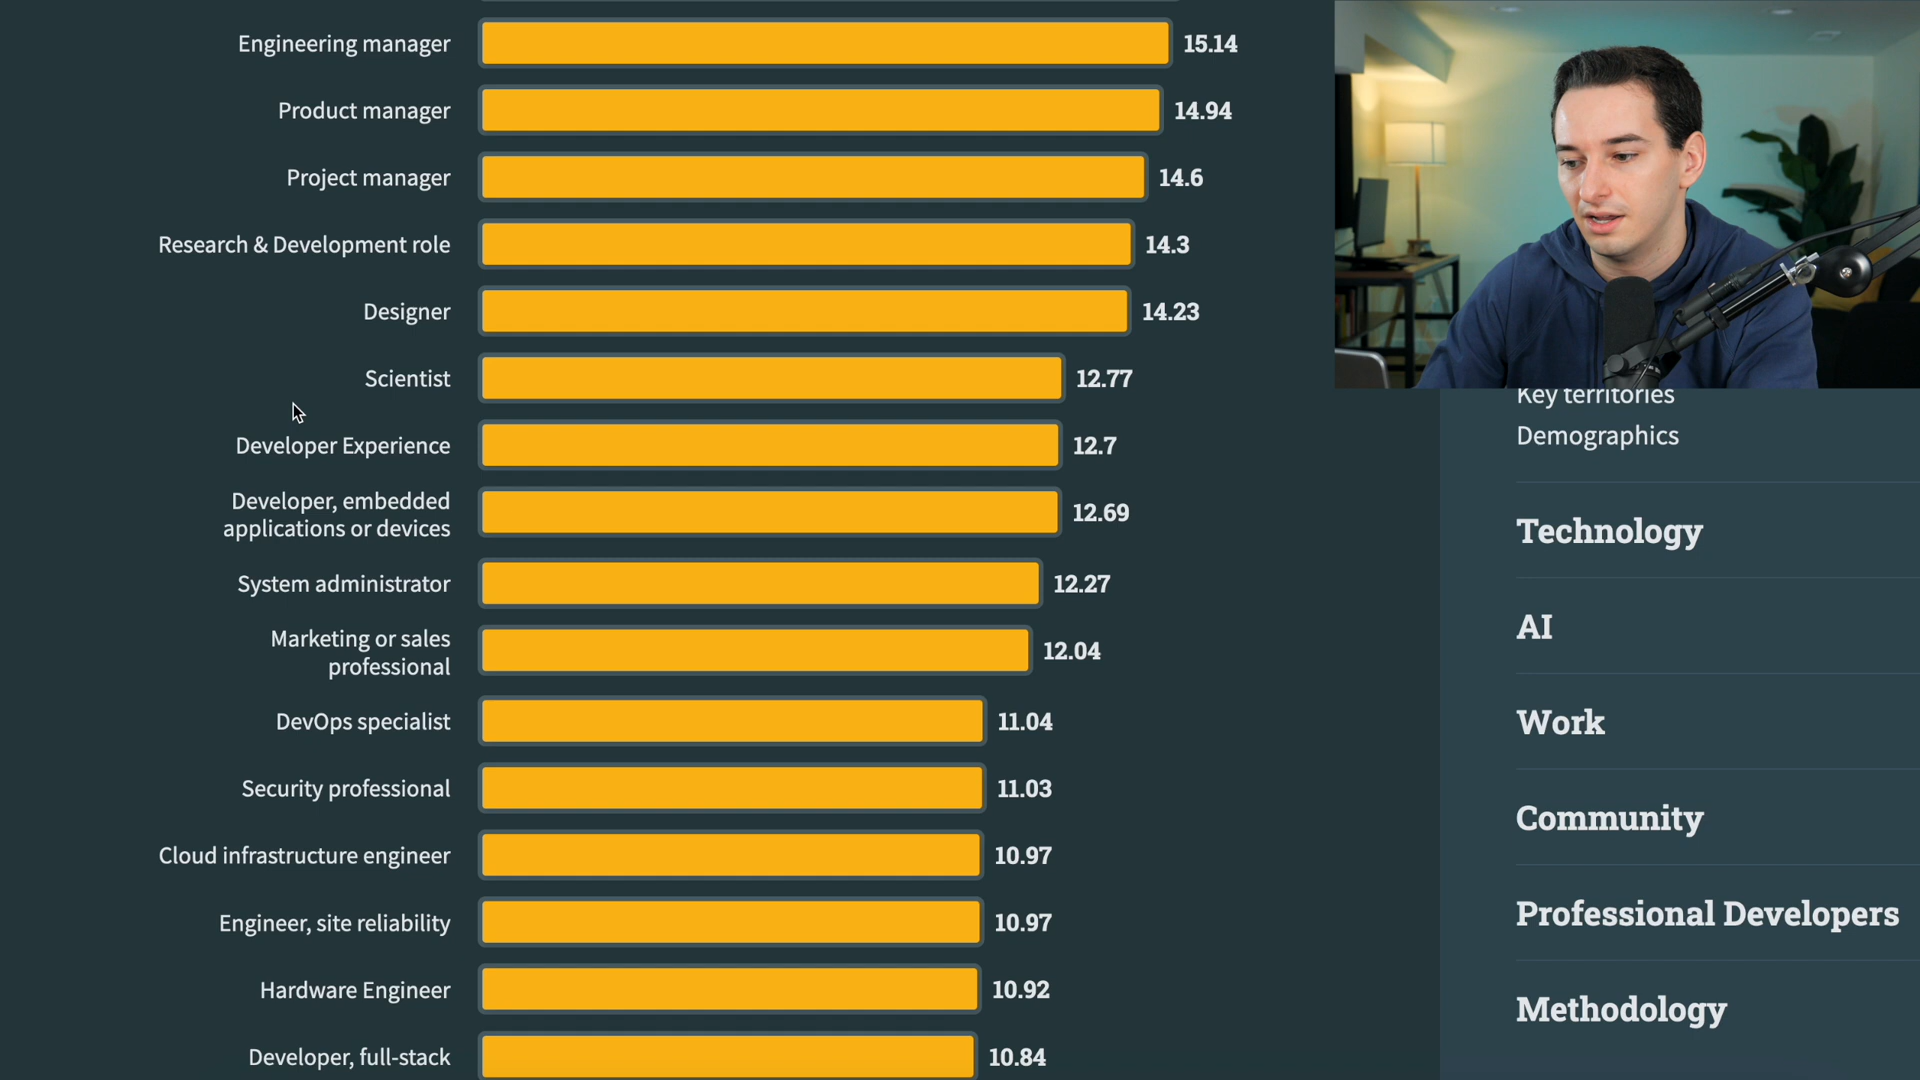 Engineering manager 15.14
Product manager 14.94
Project manager 14.6
Research & Development role 14.3
Designer 14.23
Scientist 12.77
Developer Experience 12.7
Developer, embedded
applications or devices 12.69
System administrator 12.27
Marketing or sales
professional 12.04
DevOps specialist 11.04
Security professional 11.03
Cloud infrastructure engineer 10.97
Engineer, site reliability 10.97
Hardware Engineer 10.92
Developer, full-stack 10.84
Key territories
Demographics
Technology
AI
Work
Community
Professional Developers
Methodology